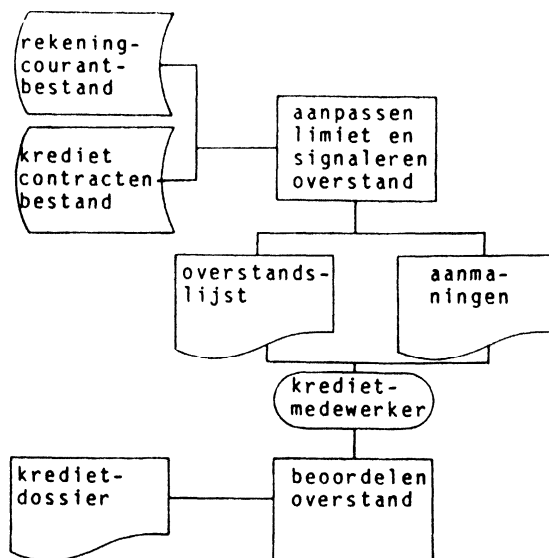 rekening-
courant-
bestand
krediet
contracten
bestand
aanpassen
limiet en
signaleren
overstand
overstands-
lijst
aanma-
ningen
krediet-
medewerker
krediet-
dossier
beoordelen
overstand